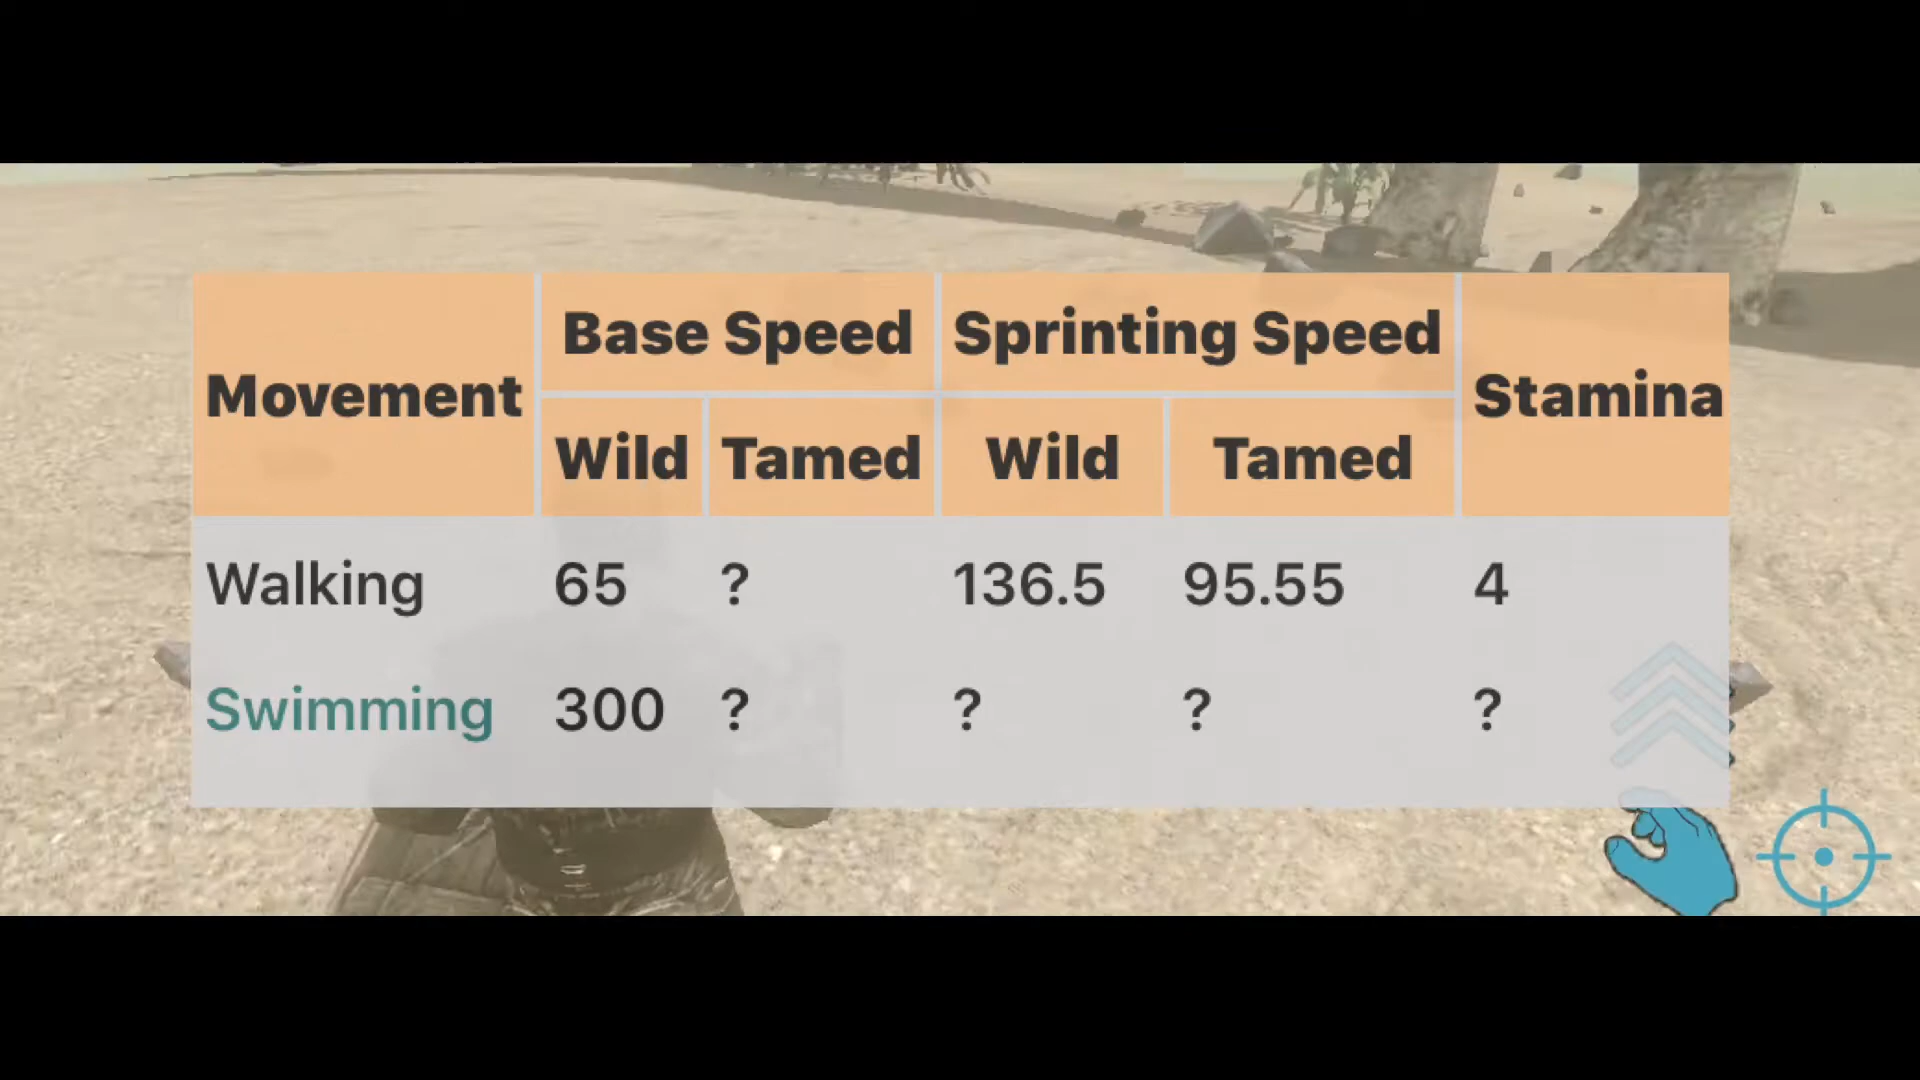 Movement Base Speed Sprinting Speed Stamina
Wild Tamed Wild Tamed
Walking 65 ? 136.5 95.55 4
Swimming 300 ? ? ? ?